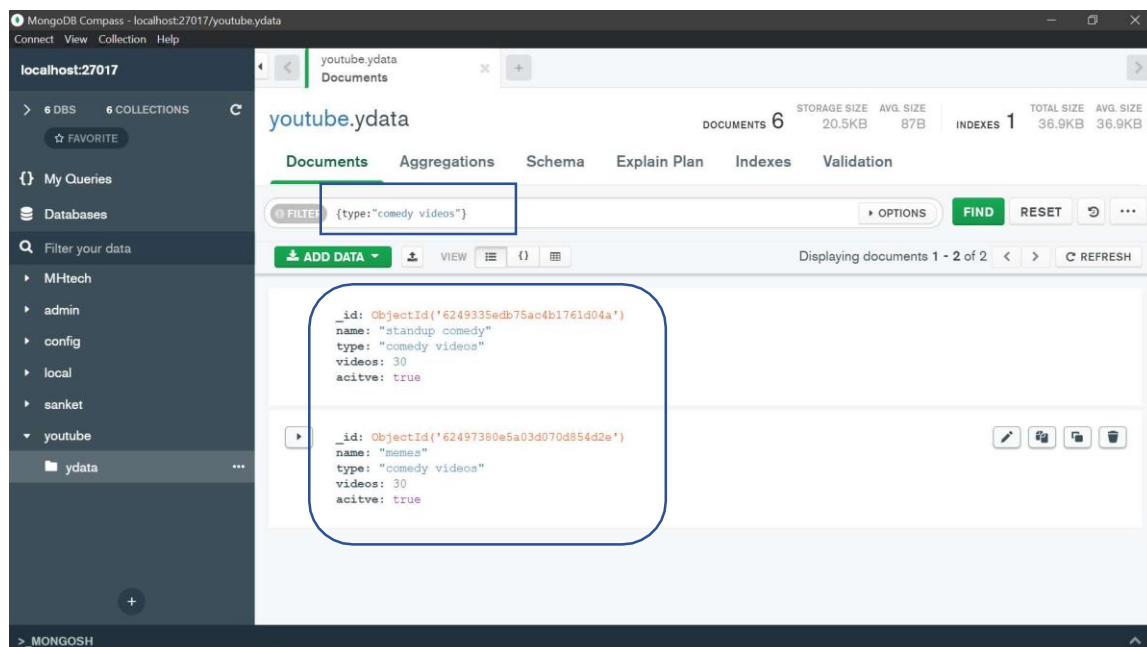 MongoDB Compass - localhost:27017/youtube.ydata
Connect View Collection Help
localhost:27017
6 DBS 6 COLLECTIONS
FAVORITE
{} My Queries
Databases
Filter your data
MHtech
admin
config
local
sanket
youtube
ydata
>_MONGOSH
youtube.ydata
Documents
youtube.ydata
DOCUMENTS 6
STORAGE SIZE 20.5KB
AVG. SIZE 87B
INDEXES 1
TOTAL SIZE 36.9KB
AVG. SIZE 36.9KB
Documents Aggregations Schema Explain Plan Indexes Validation
FILTER {type:"comedy videos"}
OPTIONS
FIND
RESET
ADD DATA
VIEW
{}
Displaying documents 1 - 2 of 2
REFRESH
_id: ObjectId('6249335edb75ac4b1761d04a')
name: "standup comedy"
type: "comedy videos"
videos: 30
acitve: true
_id: ObjectId('62497380e5a03d070d854d2e')
name: "memes"
type: "comedy videos"
videos: 30
acitve: true